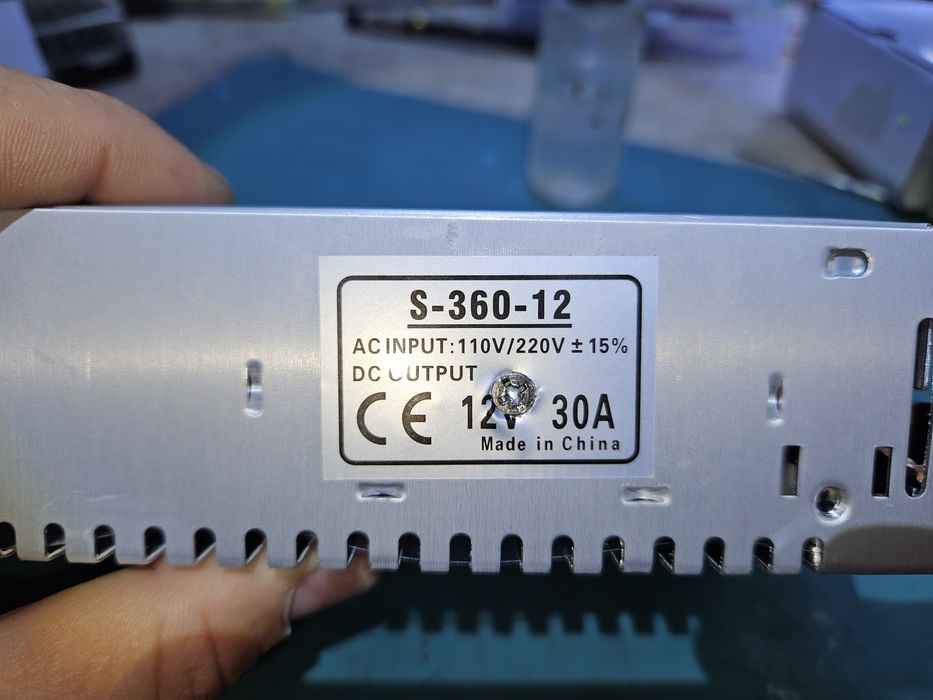 S-360-12
AC INPUT:110V/220V ± 15%
DC OUTPUT
CE 12V 30A
Made in China